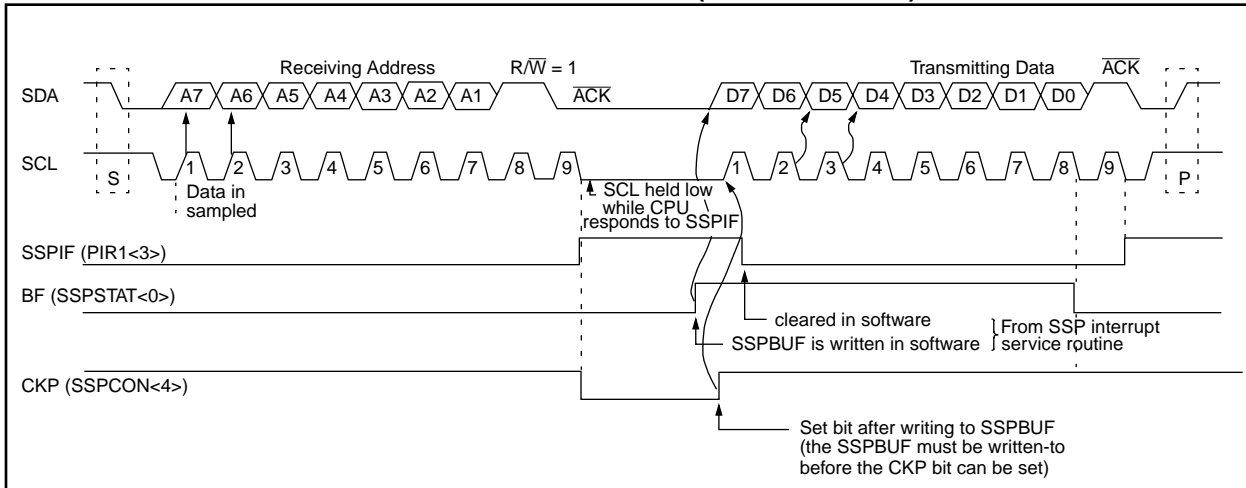 Receiving Address
R/W̅ = 1
Transmitting Data
A̅C̅K̅
SDA
A7 A6 A5 A4 A3 A2 A1
A̅C̅K̅
D7 D6 D5 D4 D3 D2 D1 D0
SCL
S
1 2 3 4 5 6 7 8 9
1 2 3 4 5 6 7 8 9
P
Data in
sampled
SCL held low
while CPU
responds to SSPIF
SSPIF (PIR1<3>)
BF (SSPSTAT<0>)
cleared in software
SSPBUF is written in software
From SSP interrupt
service routine
CKP (SSPCON<4>)
Set bit after writing to SSPBUF
(the SSPBUF must be written-to
before the CKP bit can be set)